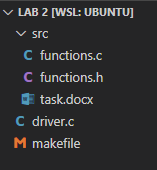 LAB 2 [WSL: UBUNTU]
src
functions.c
functions.h
task.docx
driver.c
makefile